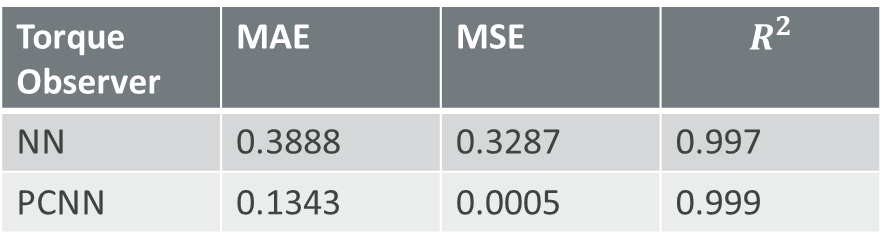 Torque Observer MAE MSE R²
NN 0.3888 0.3287 0.997
PCNN 0.1343 0.0005 0.999